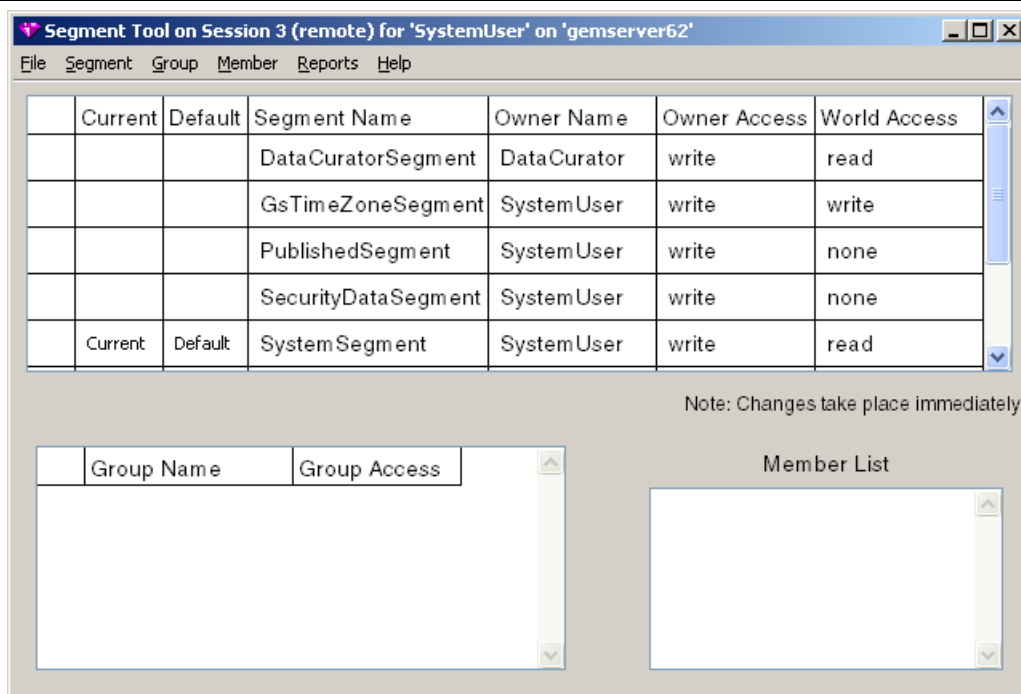 Segment Tool on Session 3 (remote) for 'SystemUser' on 'gemserver62'
File Segment Group Member Reports Help
Current Default Segment Name Owner Name Owner Access World Access
DataCuratorSegment DataCurator write read
GsTimeZoneSegment SystemUser write write
PublishedSegment SystemUser write none
SecurityDataSegment SystemUser write none
Current Default SystemSegment SystemUser write read
Note: Changes take place immediately
Group Name Group Access
Member List